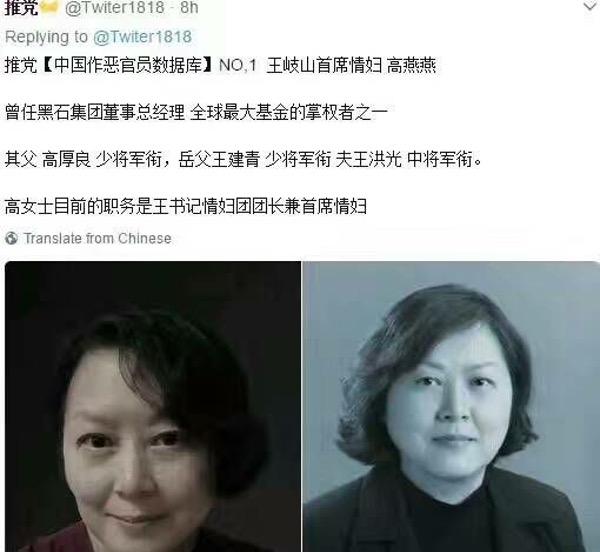 推党 @Twiter1818 · 8h
Replying to @Twiter1818
推党【中国作恶官员数据库】NO,1 王岐山首席情妇 高燕燕
曾任黑石集团董事总经理 全球最大基金的掌权者之一
其父 高厚良 少将军衔，岳父王建青 少将军衔 夫王洪光 中将军衔。
高女士目前的职务是王书记情妇团团长兼首席情妇
Translate from Chinese